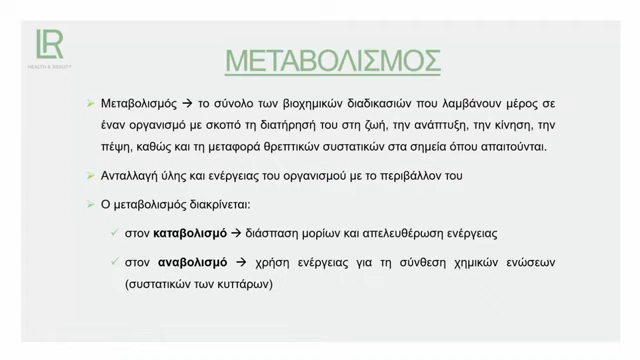 LR
HEALTH & BEAUTY
ΜΕΤΑΒΟΛΙΣΜΟΣ
➢ Μεταβολισμός → το σύνολο των βιοχημικών διαδικασιών που λαμβάνουν μέρος σε
έναν οργανισμό με σκοπό τη διατήρησή του στη ζωή, την ανάπτυξη, την κίνηση, την
πέψη, καθώς και τη μεταφορά θρεπτικών συστατικών στα σημεία όπου απαιτούνται.
➢ Ανταλλαγή ύλης και ενέργειας του οργανισμού με το περιβάλλον του
➢ Ο μεταβολισμός διακρίνεται:
✓ στον καταβολισμό → διάσπαση μορίων και απελευθέρωση ενέργειας
✓ στον αναβολισμό → χρήση ενέργειας για τη σύνθεση χημικών ενώσεων
(συστατικών των κυττάρων)